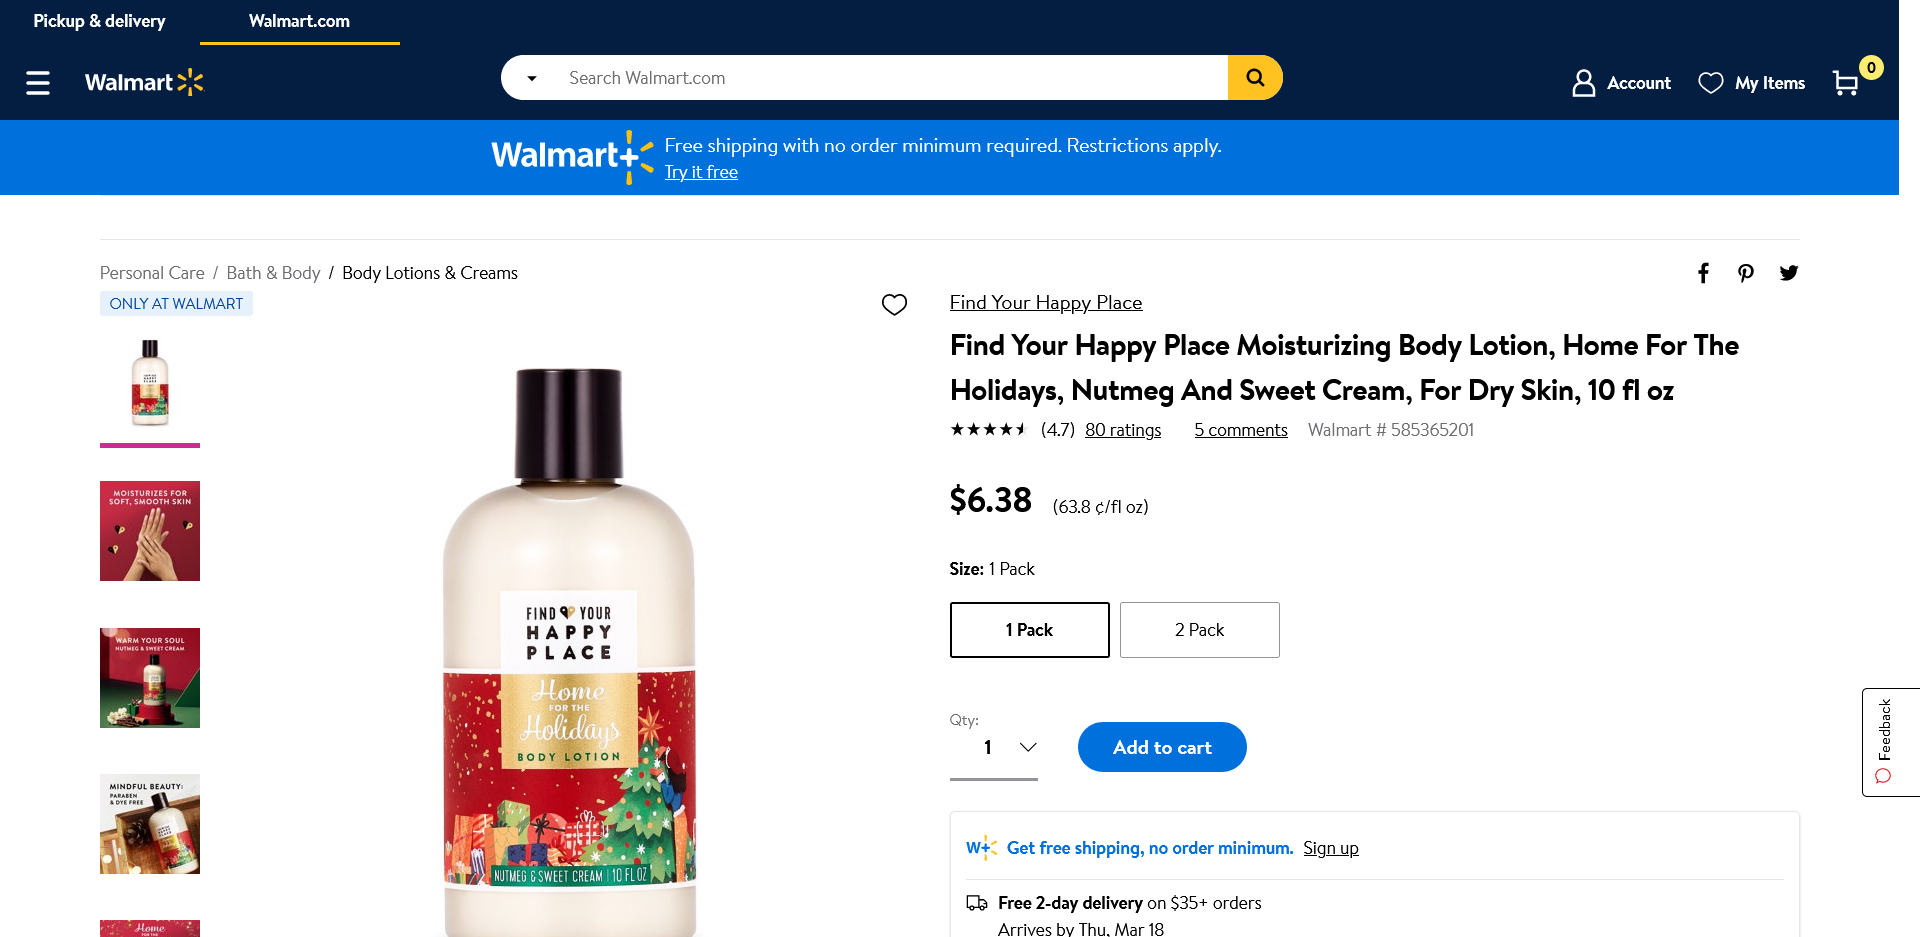 Pickup & delivery
Walmart.com
Walmart
Search Walmart.com
Account
My Items
0
Walmart+
Free shipping with no order minimum required. Restrictions apply.
Try it free
Personal Care / Bath & Body / Body Lotions & Creams
ONLY AT WALMART
MOISTURIZES FOR
SOFT, SMOOTH SKIN
WARM YOUR SOUL
NUTMEG & SWEET CREAM
MINDFUL BEAUTY:
PARABEN
& DYE FREE
Home
FOR THE
FIND YOUR
HAPPY
PLACE
Home
FOR THE
Holidays
BODY LOTION
NUTMEG & SWEET CREAM | 10 FL OZ
Find Your Happy Place
Find Your Happy Place Moisturizing Body Lotion, Home For The
Holidays, Nutmeg And Sweet Cream, For Dry Skin, 10 fl oz
(4.7) 80 ratings 5 comments Walmart # 585365201
$6.38 (63.8 ¢/fl oz)
Size: 1 Pack
1 Pack
2 Pack
Qty:
1
Add to cart
W+ Get free shipping, no order minimum. Sign up
Free 2-day delivery on $35+ orders
Arrives by Thu, Mar 18
Feedback